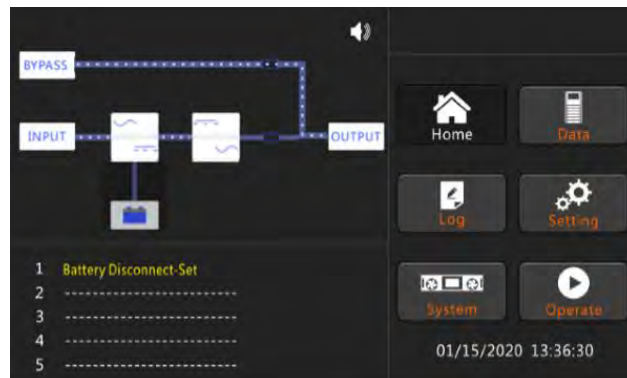 BYPASS
INPUT
OUTPUT
1 Battery Disconnect-Set
2 ------------------------
3 ------------------------
4 ------------------------
5 ------------------------
Home
Data
Log
Setting
System
Operate
01/15/2020 13:36:30